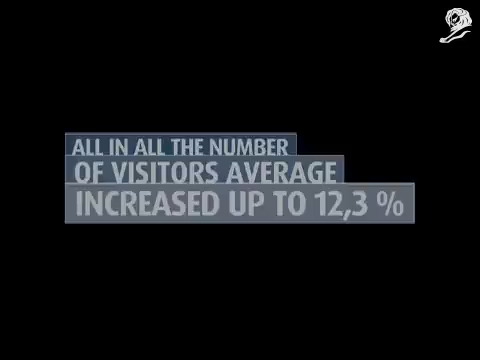 ALL IN ALL THE NUMBER
OF VISITORS AVERAGE
INCREASED UP TO 12,3 %